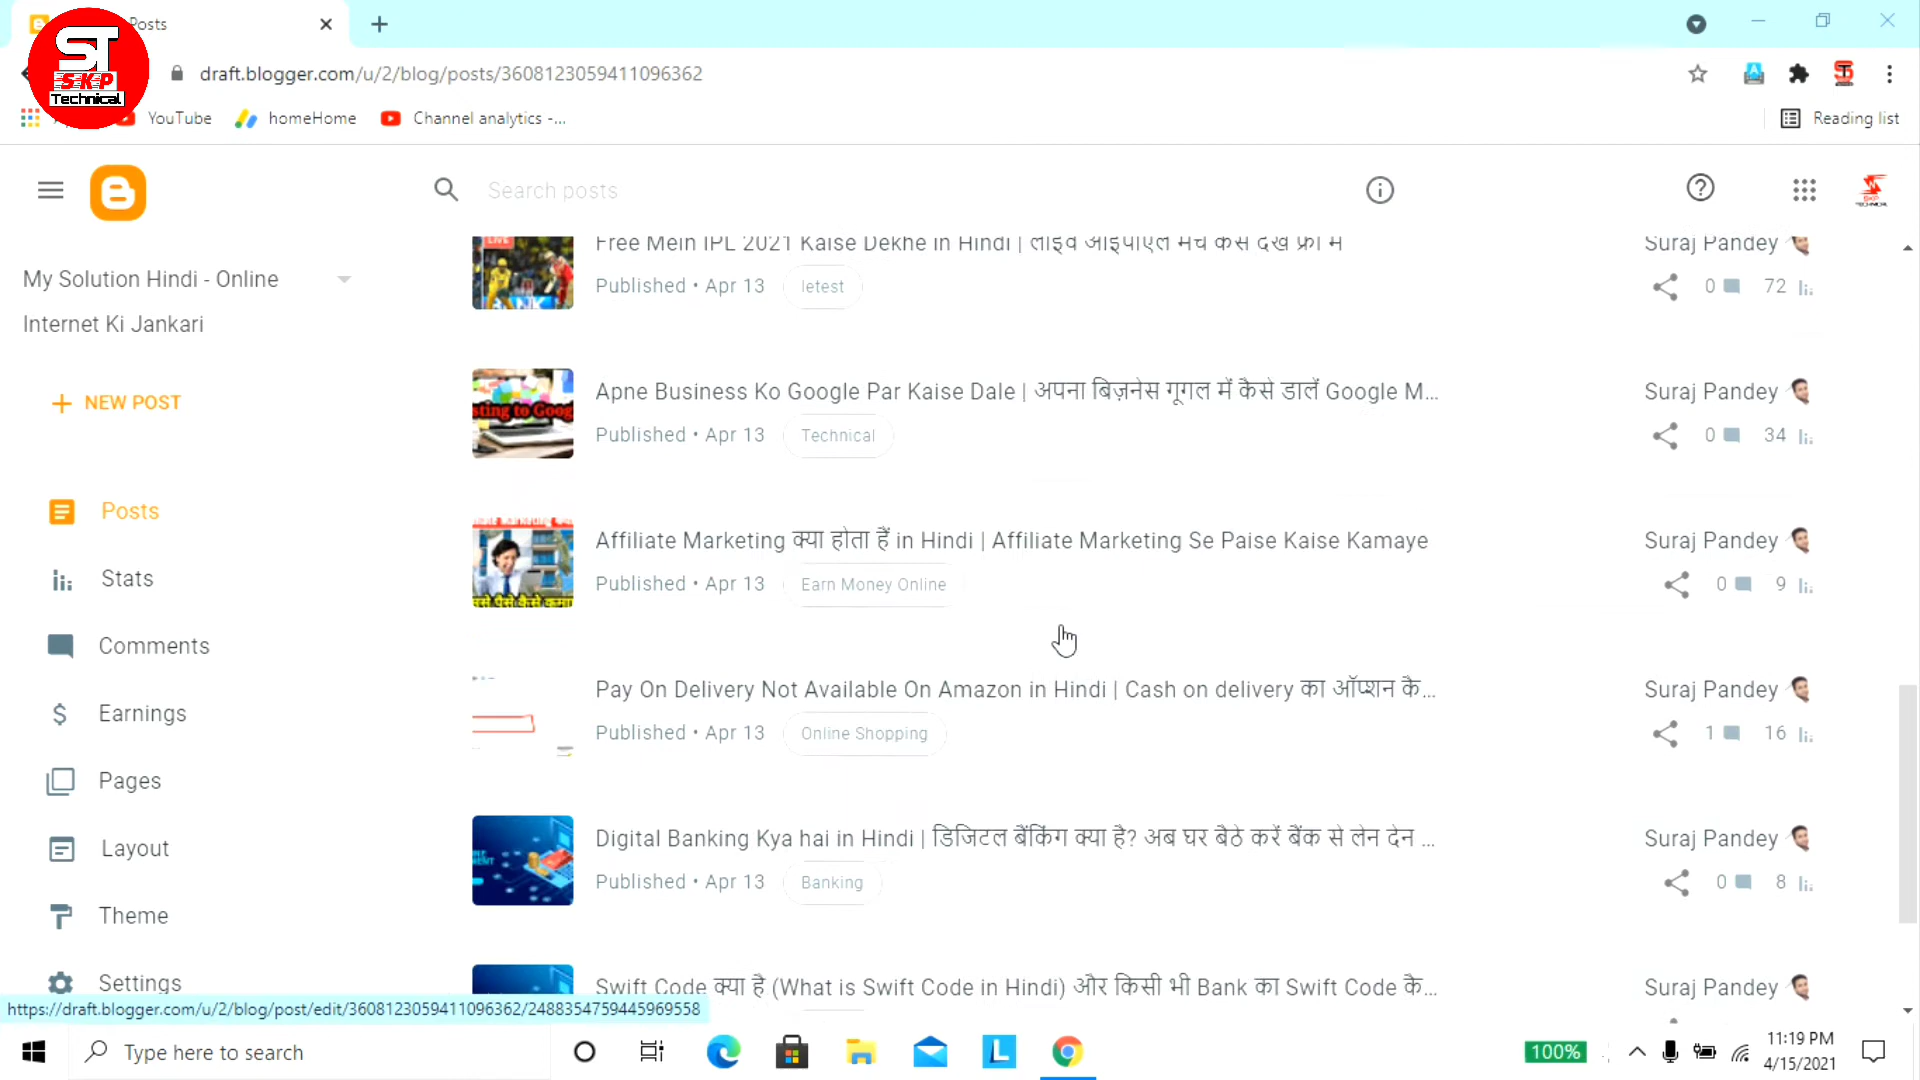 Posts
ST
SKP
Technical
draft.blogger.com/u/2/blog/posts/3608123059411096362
YouTube
homeHome
Channel analytics -...
Reading list
Search posts
My Solution Hindi - Online
Internet Ki Jankari
NEW POST
Posts
Stats
Comments
Earnings
Pages
Layout
Theme
Settings
LIVE
Free Mein IPL 2021 Kaise Dekhe in Hindi | लाइव आईपीएल मैच कैसे देखें फ्री में
Suraj Pandey
Published • Apr 13 letest
0 72
Apne Business Ko Google Par Kaise Dale | अपना बिज़नेस गूगल में कैसे डालें Google M...
Suraj Pandey
Published • Apr 13 Technical
0 34
Affiliate Marketing क्या होता हैं in Hindi | Affiliate Marketing Se Paise Kaise Kamaye
Suraj Pandey
Published • Apr 13 Earn Money Online
0 9
Pay On Delivery Not Available On Amazon in Hindi | Cash on delivery का ऑप्शन कै...
Suraj Pandey
Published • Apr 13 Online Shopping
1 16
Digital Banking Kya hai in Hindi | डिजिटल बैंकिंग क्या है? अब घर बैठे करें बैंक से लेन देन ...
Suraj Pandey
Published • Apr 13 Banking
0 8
Swift Code क्या है (What is Swift Code in Hindi) और किसी भी Bank का Swift Code कै...
Suraj Pandey
https://draft.blogger.com/u/2/blog/post/edit/3608123059411096362/2488354759445969558
Type here to search
100%
11:19 PM
4/15/2021